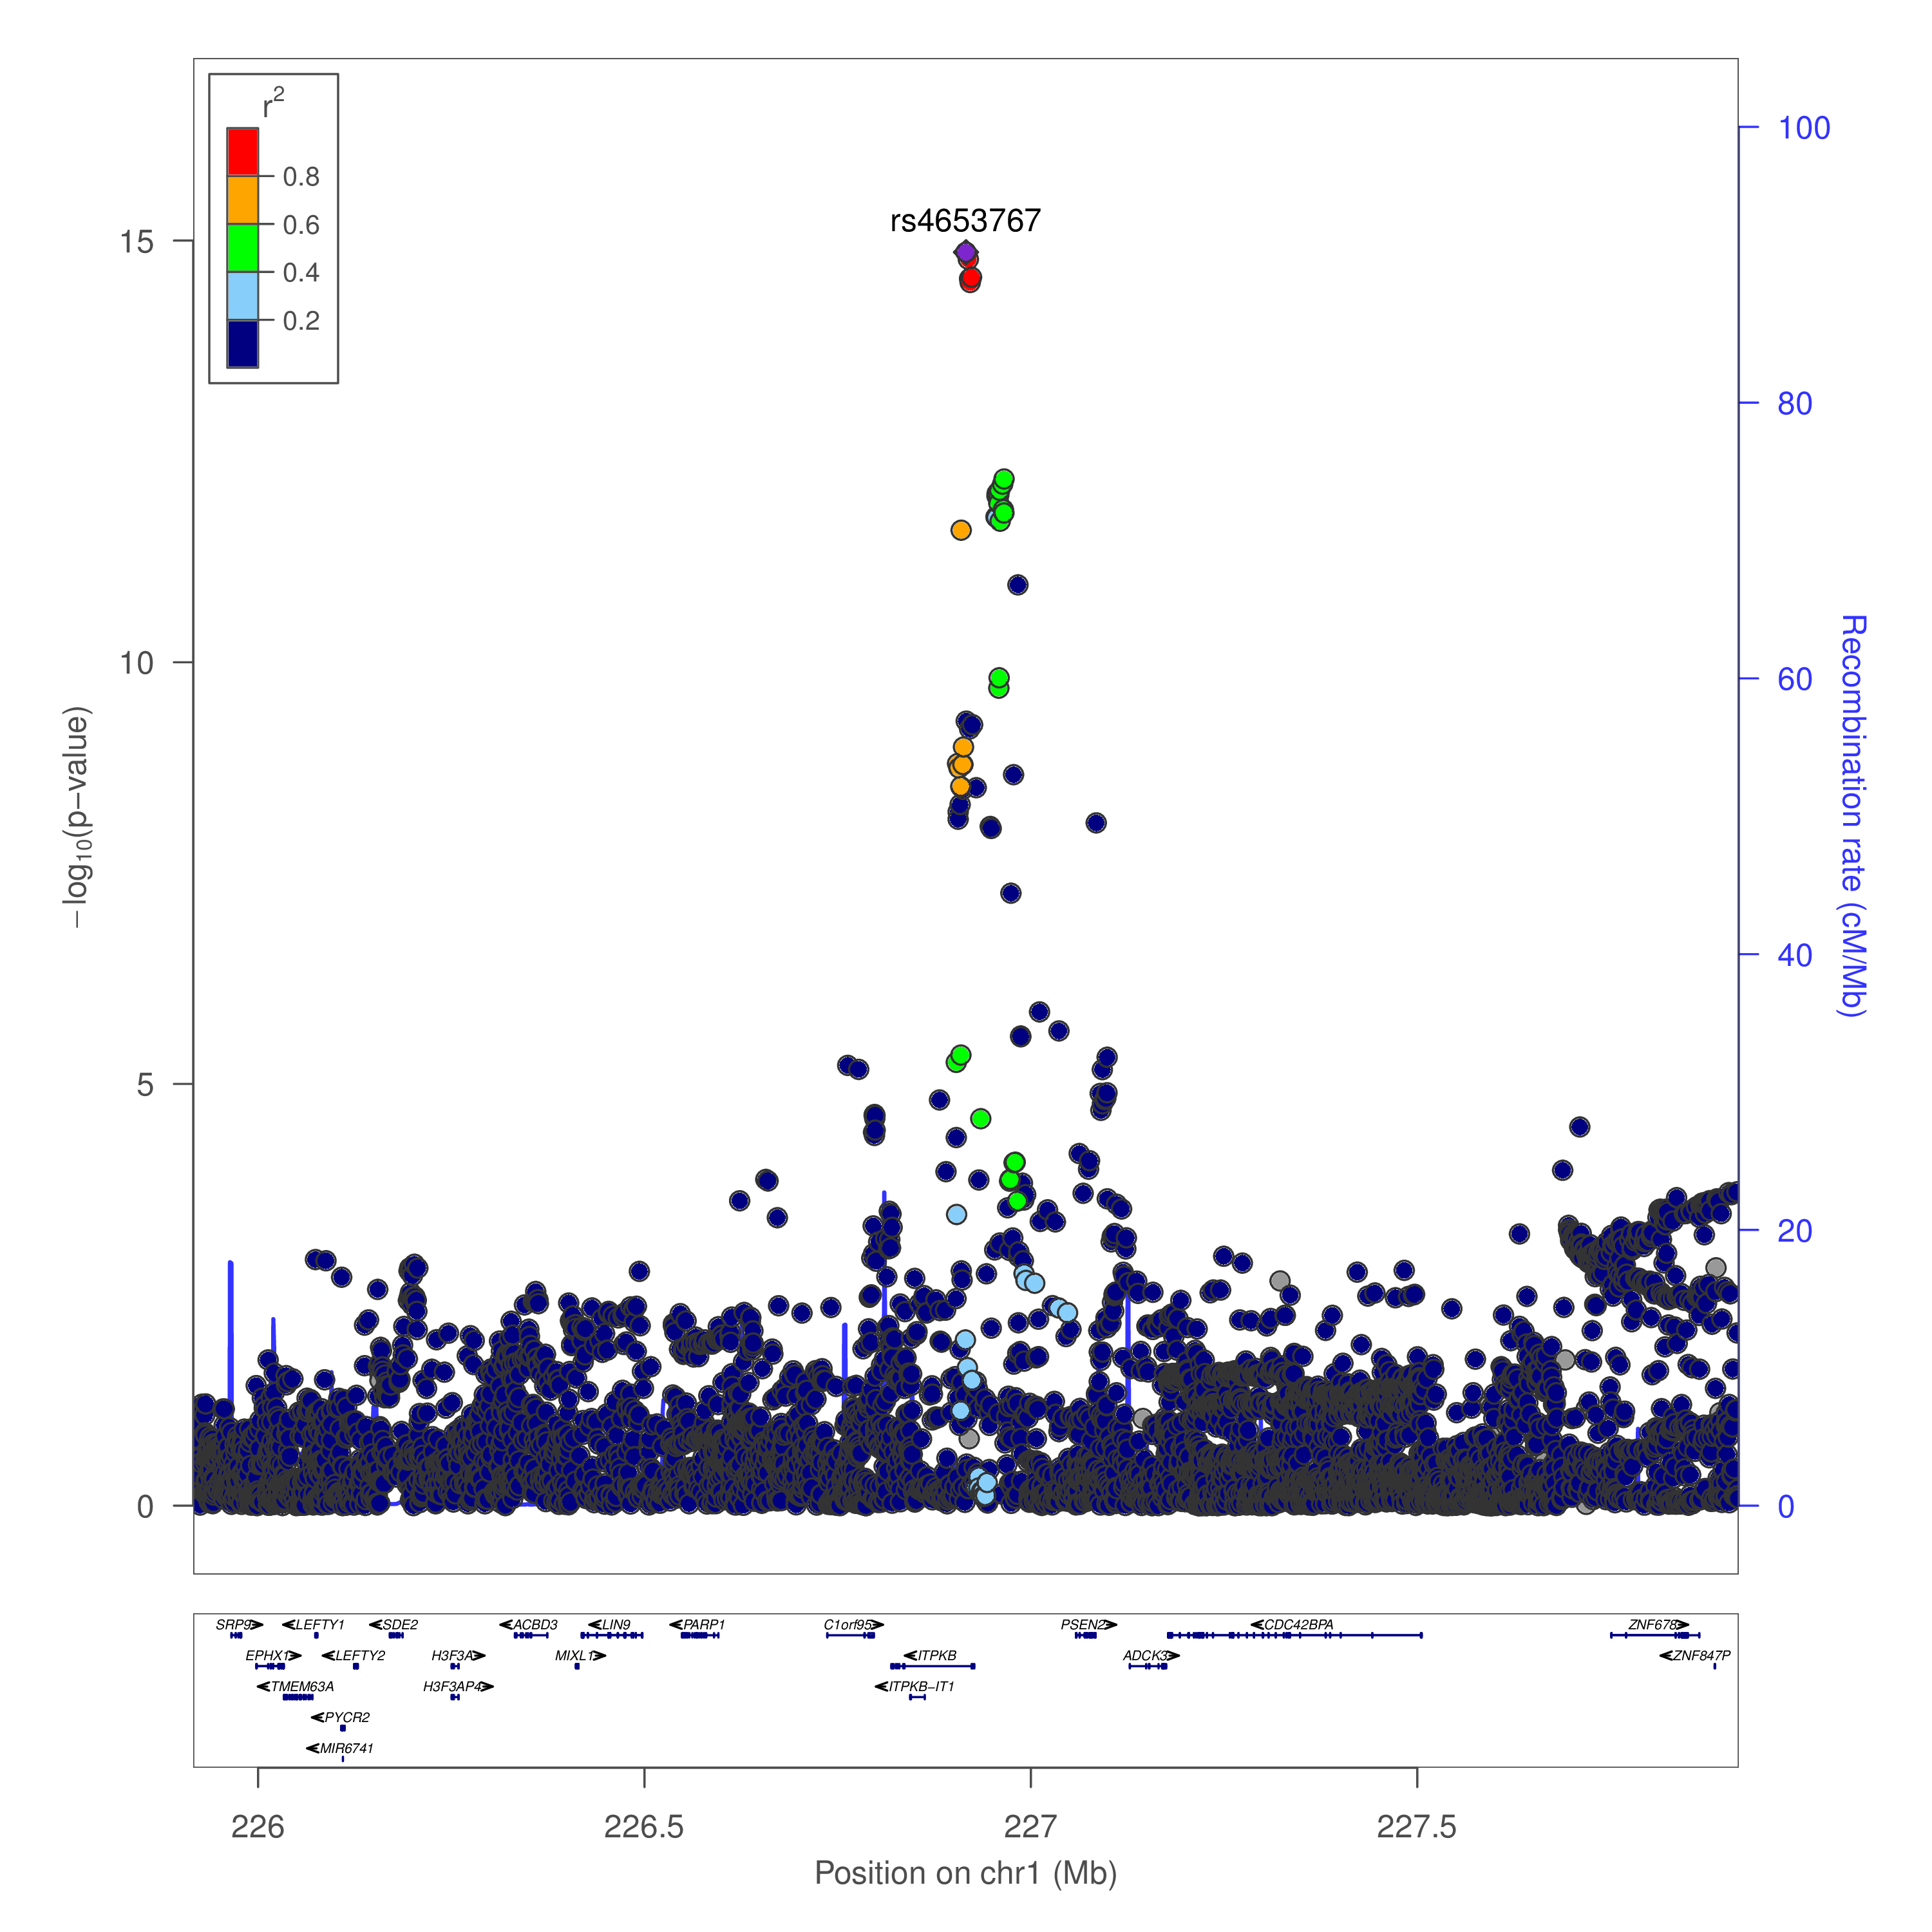 r2
0.8
0.6
0.4
0.2
rs4653767
15
10
5
0
−log10(p−value)
100
80
60
40
20
0
Recombination rate (cM/Mb)
SRP9 LEFTY1 SDE2 ACBD3 LIN9 PARP1 C1orf95 PSEN2 CDC42BPA ZNF678
EPHX1 LEFTY2 H3F3A MIXL1 ITPKB ADCK3 ZNF847P
TMEM63A H3F3AP4 ITPKB−IT1
PYCR2
MIR6741
226 226.5 227 227.5
Position on chr1 (Mb)